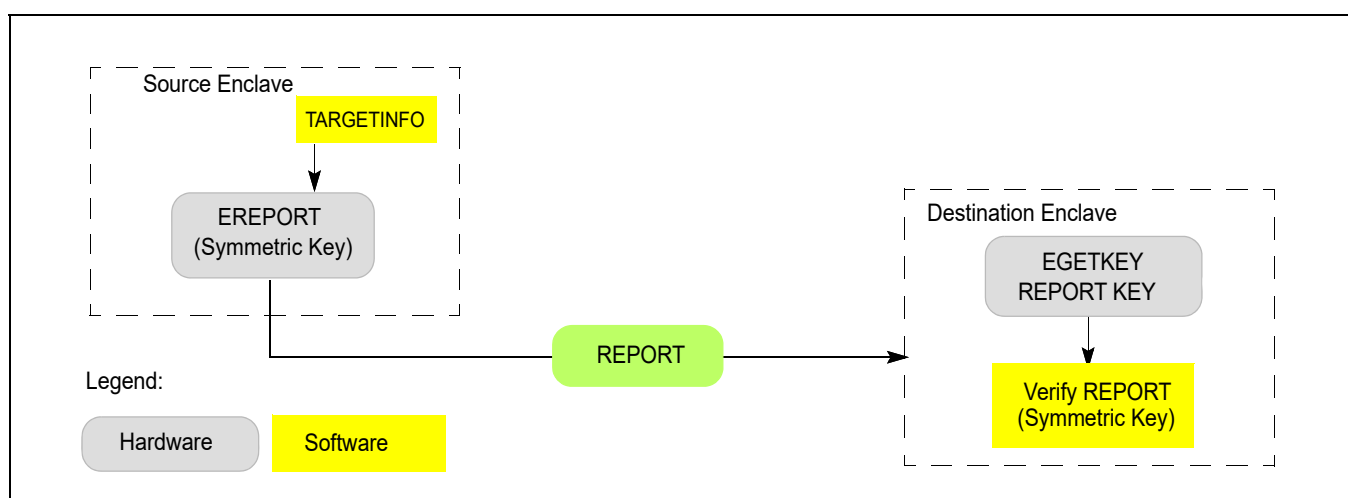 Source Enclave
TARGETINFO
EREPORT
(Symmetric Key)
REPORT
Destination Enclave
EGETKEY
REPORT KEY
Verify REPORT
(Symmetric Key)
Legend:
Hardware
Software